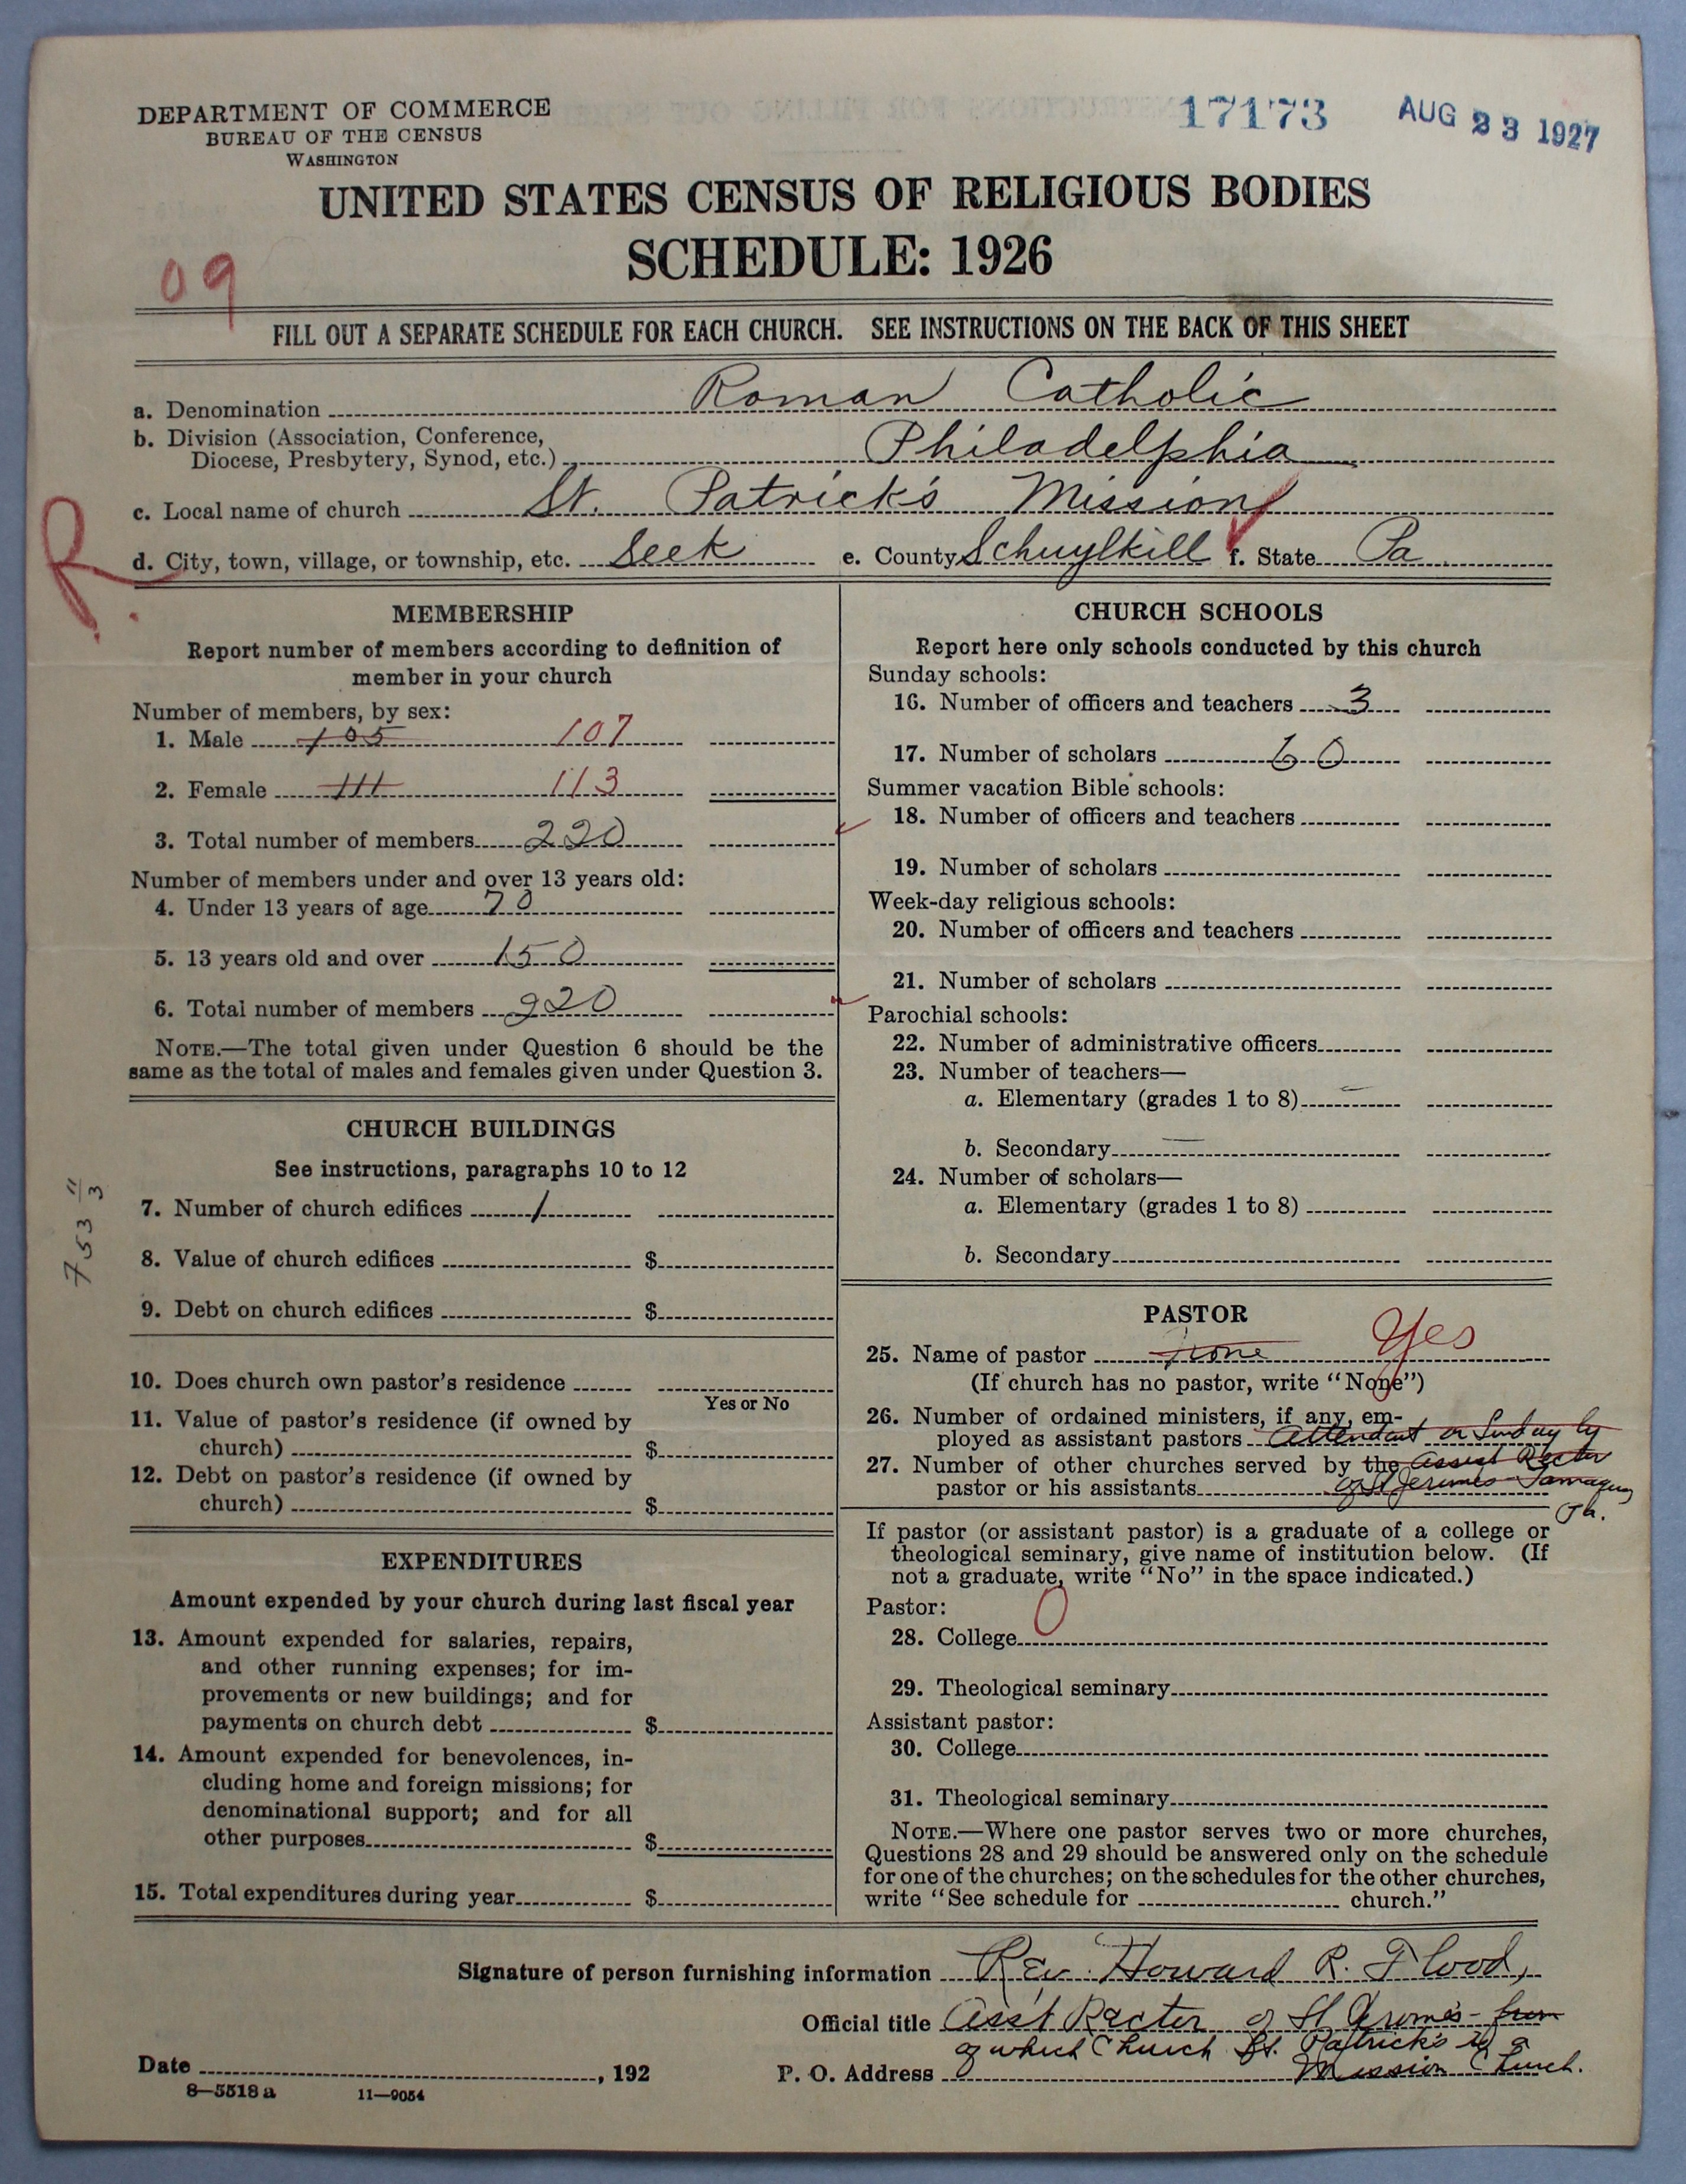 DEPARTMENT OF COMMERCE
BUREAU OF THE CENSUS
WASHINGTON
17173
AUG 23 1927
UNITED STATES CENSUS OF RELIGIOUS BODIES
SCHEDULE: 1926
09
FILL OUT A SEPARATE SCHEDULE FOR EACH CHURCH. SEE INSTRUCTIONS ON THE BACK OF THIS SHEET
a. Denomination Roman Catholic
b. Division (Association, Conference,
Diocese, Presbytery, Synod, etc.) Philadelphia
c. Local name of church St. Patrick's Mission
R.
d. City, town, village, or township, etc. Seek e. County Schuylkill f. State Pa
MEMBERSHIP
Report number of members according to definition of
member in your church
Number of members, by sex:
1. Male 105 107
2. Female 111 113
3. Total number of members 220
Number of members under and over 13 years old:
4. Under 13 years of age 70
5. 13 years old and over 150
6. Total number of members 220
NOTE.—The total given under Question 6 should be the
same as the total of males and females given under Question 3.
CHURCH BUILDINGS
See instructions, paragraphs 10 to 12
7. Number of church edifices 1
8. Value of church edifices $
9. Debt on church edifices $
753 11/3
10. Does church own pastor's residence
Yes or No
11. Value of pastor's residence (if owned by
church) $
12. Debt on pastor's residence (if owned by
church) $
EXPENDITURES
Amount expended by your church during last fiscal year
13. Amount expended for salaries, repairs,
and other running expenses; for im-
provements or new buildings; and for
payments on church debt $
14. Amount expended for benevolences, in-
cluding home and foreign missions; for
denominational support; and for all
other purposes $
15. Total expenditures during year $
CHURCH SCHOOLS
Report here only schools conducted by this church
Sunday schools:
16. Number of officers and teachers 3
17. Number of scholars 60
Summer vacation Bible schools:
18. Number of officers and teachers
19. Number of scholars
Week-day religious schools:
20. Number of officers and teachers
21. Number of scholars
Parochial schools:
22. Number of administrative officers
23. Number of teachers—
a. Elementary (grades 1 to 8) —
b. Secondary —
24. Number of scholars—
a. Elementary (grades 1 to 8)
b. Secondary
PASTOR
25. Name of pastor none Yes
(If church has no pastor, write "None")
26. Number of ordained ministers, if any, em-
ployed as assistant pastors Attendant on Sunday by
27. Number of other churches served by the Assist Rector
pastor or his assistants of St Jeromes Tamaqua
Pa.
If pastor (or assistant pastor) is a graduate of a college or
theological seminary, give name of institution below. (If
not a graduate, write "No" in the space indicated.)
Pastor:
28. College 0
29. Theological seminary
Assistant pastor:
30. College
31. Theological seminary
NOTE.—Where one pastor serves two or more churches,
Questions 28 and 29 should be answered only on the schedule
for one of the churches; on the schedules for the other churches,
write "See schedule for church."
Signature of person furnishing information Rev. Howard R. Flood,
Official title Ass't Rector of St Jerome's - from
of which Church St. Patrick's is a
Date , 192 P. O. Address Mission Church.
8—5518 a 11—9054